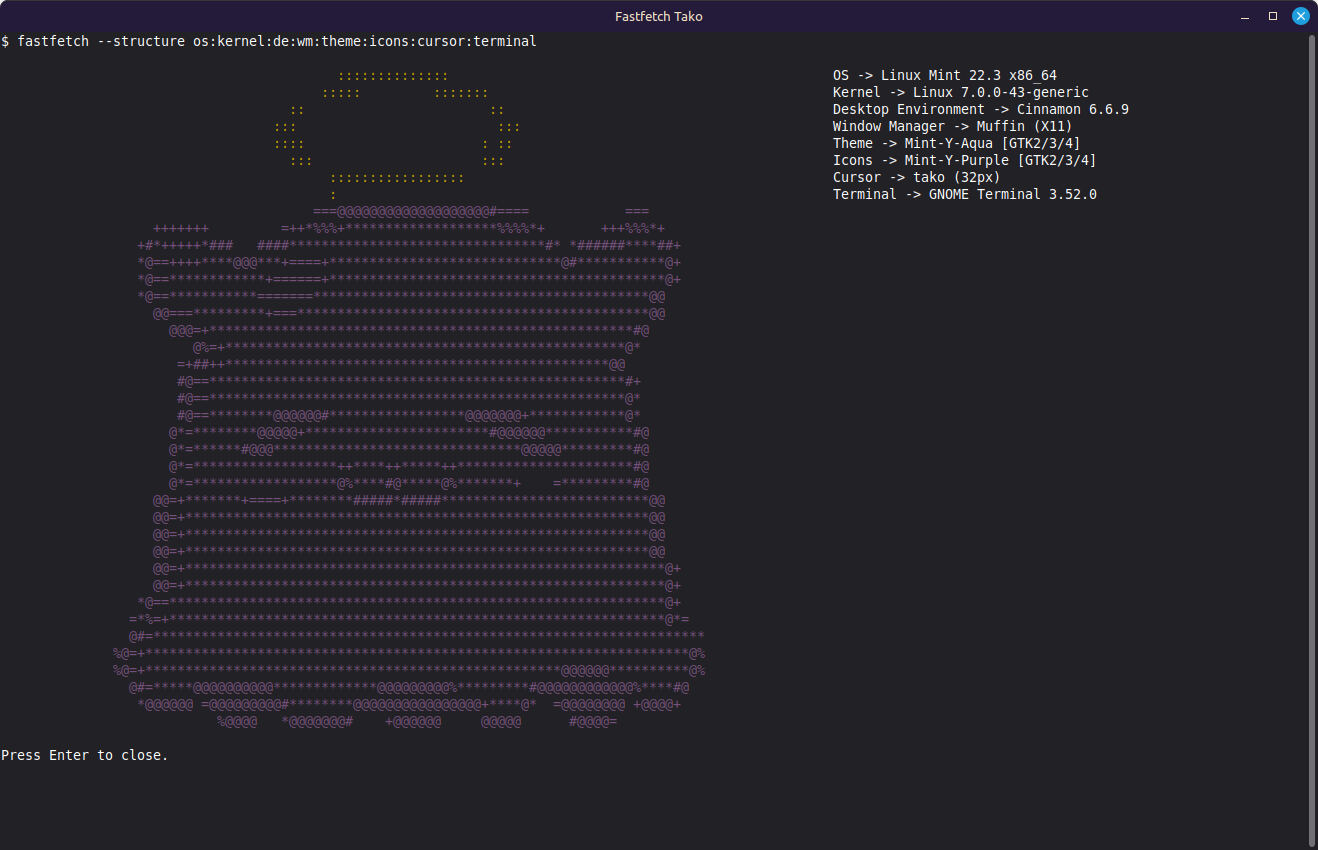 Fastfetch Tako
$ fastfetch --structure os:kernel:de:wm:theme:icons:cursor:terminal
OS -> Linux Mint 22.3 x86_64
Kernel -> Linux 7.0.0-43-generic
Desktop Environment -> Cinnamon 6.6.9
Window Manager -> Muffin (X11)
Theme -> Mint-Y-Aqua [GTK2/3/4]
Icons -> Mint-Y-Purple [GTK2/3/4]
Cursor -> tako (32px)
Terminal -> GNOME Terminal 3.52.0
Press Enter to close.